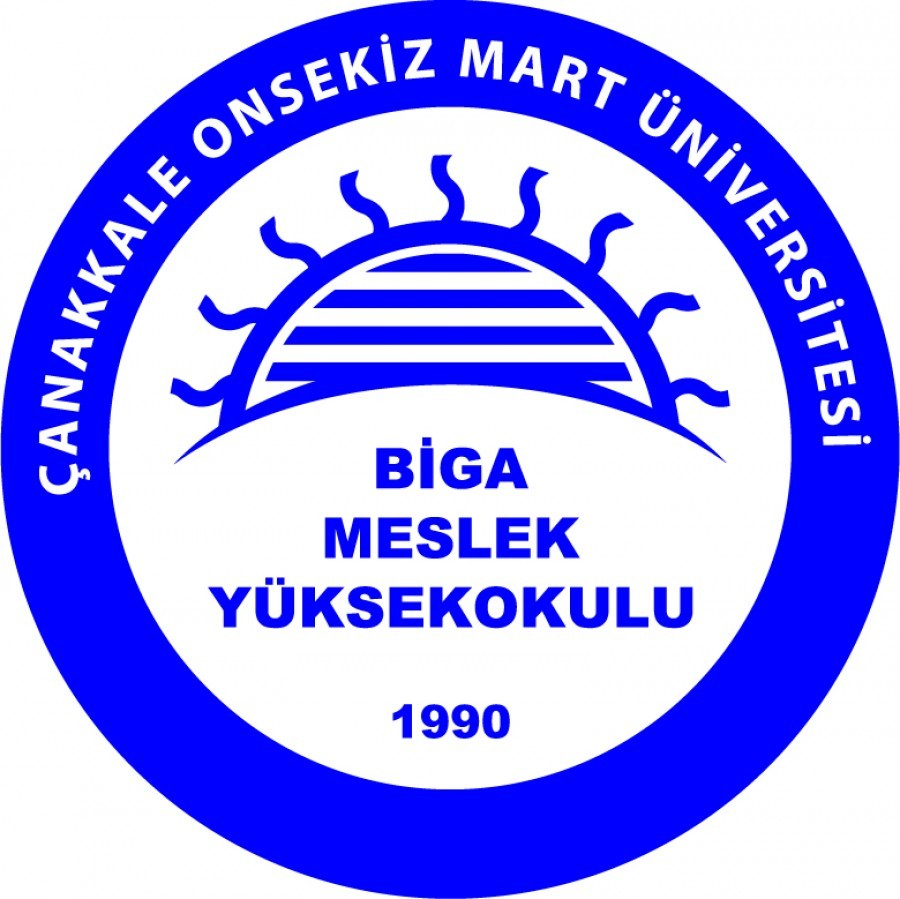 ÇANAKKALE ONSEKİZ MART ÜNİVERSİTESİ
BİGA
MESLEK
YÜKSEKOKULU
1990